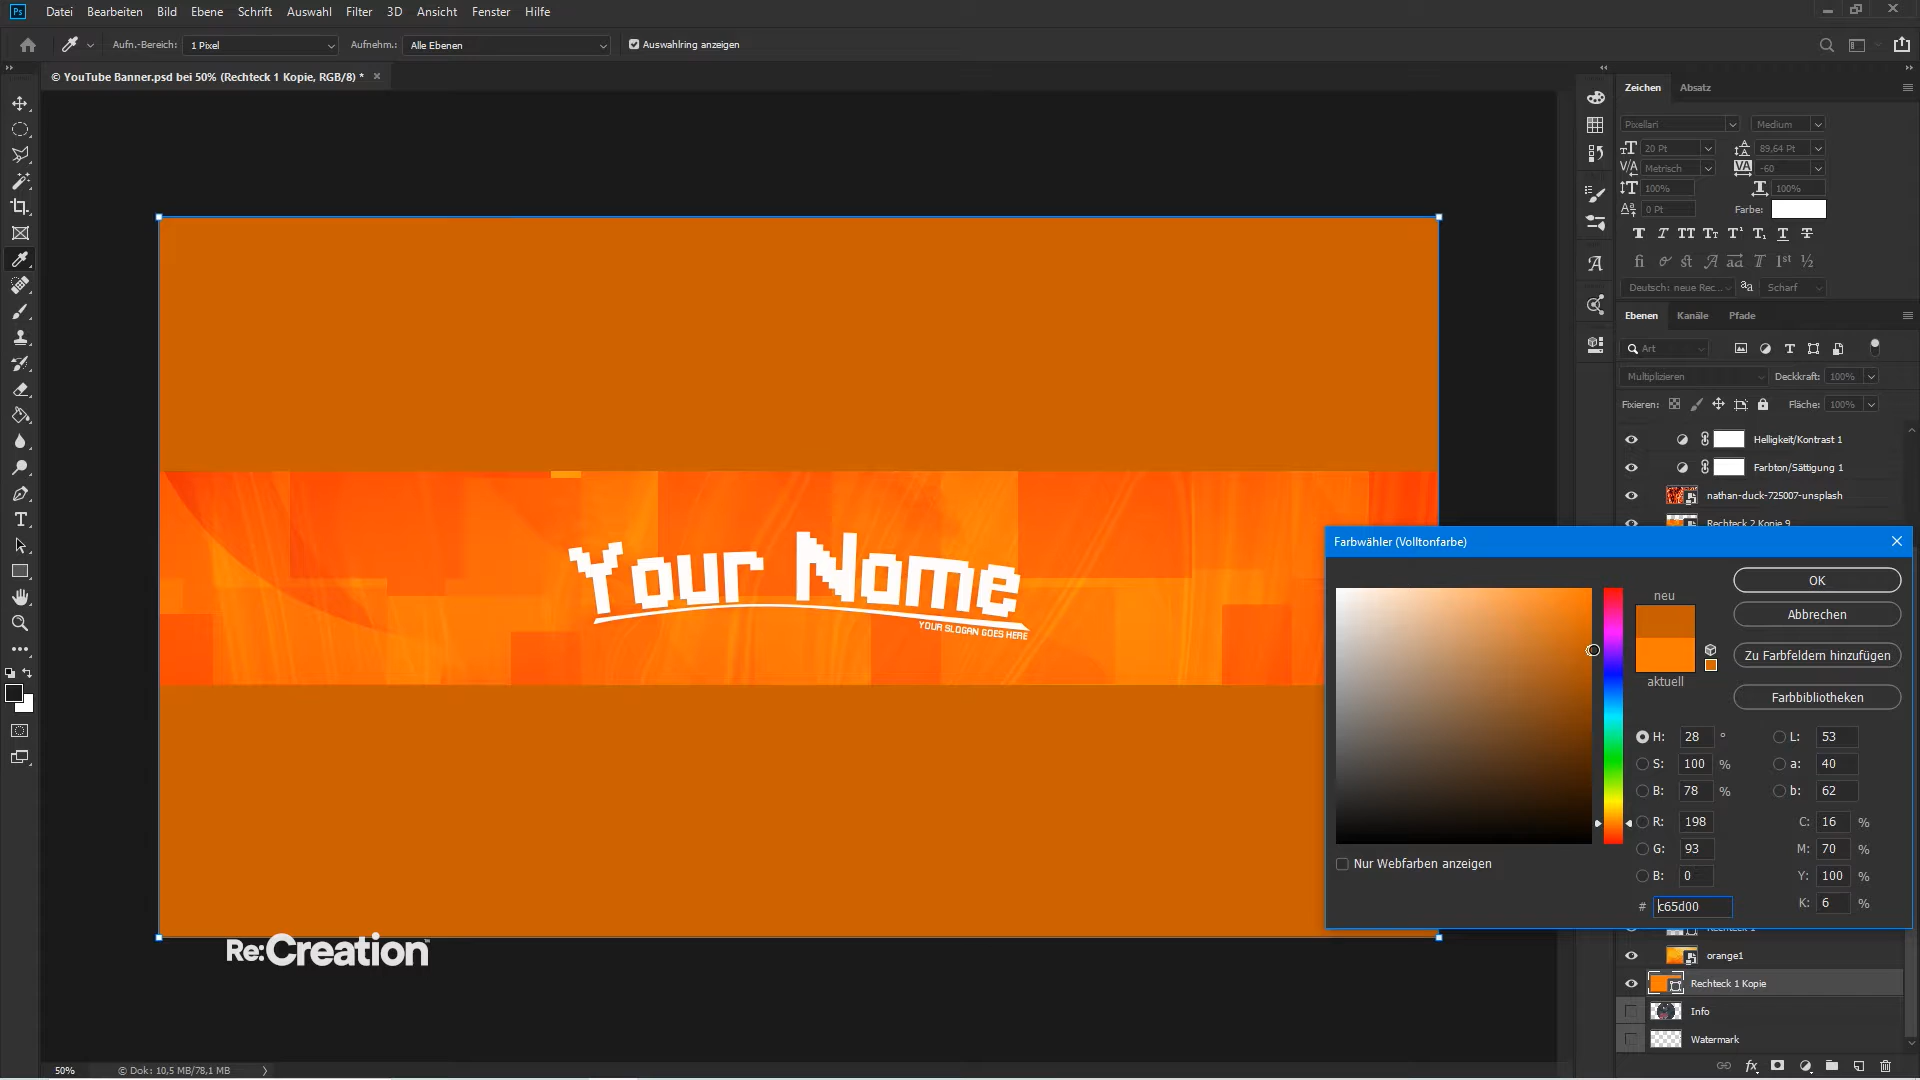 Ps Datei Bearbeiten Bild Ebene Schrift Auswahl Filter 3D Ansicht Fenster Hilfe
Aufn.-Bereich: 1 Pixel Aufnehm.: Alle Ebenen Auswahlring anzeigen
© YouTube Banner.psd bei 50% (Rechteck 1 Kopie, RGB/8) *
Zeichen Absatz
Pixellari Medium
20 Pt 89,64 Pt
Metrisch -60
100% 100%
0 Pt Farbe:
Deutsch: neue Rec... Scharf
Ebenen Kanäle Pfade
Art
Multiplizieren Deckkraft: 100%
Fixieren: Fläche: 100%
Helligkeit/Kontrast 1
Farbton/Sättigung 1
nathan-duck-725007-unsplash
Rechteck 2 Kopie 9
Your Name
YOUR SLOGAN GOES HERE
Farbwähler (Volltonfarbe)
neu
aktuell
OK
Abbrechen
Zu Farbfeldern hinzufügen
Farbbibliotheken
H: 28 ° L: 53
S: 100 % a: 40
B: 78 % b: 62
R: 198 C: 16 %
G: 93 M: 70 %
B: 0 Y: 100 %
# c65d00 K: 6 %
Nur Webfarben anzeigen
Rechteck 1
orange1
Rechteck 1 Kopie
Info
Watermark
Re:Creation
50% © Dok: 10,5 MB/78,1 MB